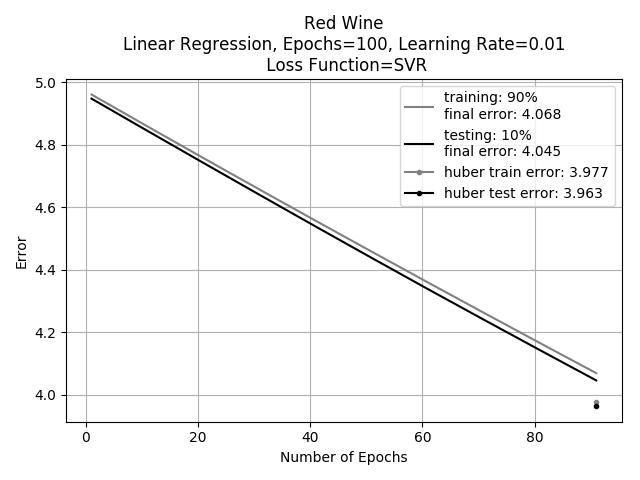 Red Wine
Linear Regression, Epochs=100, Learning Rate=0.01
Loss Function=SVR
training: 90%
final error: 4.068
testing: 10%
final error: 4.045
huber train error: 3.977
huber test error: 3.963
Error
5.0
4.8
4.6
4.4
4.2
4.0
0 20 40 60 80
Number of Epochs